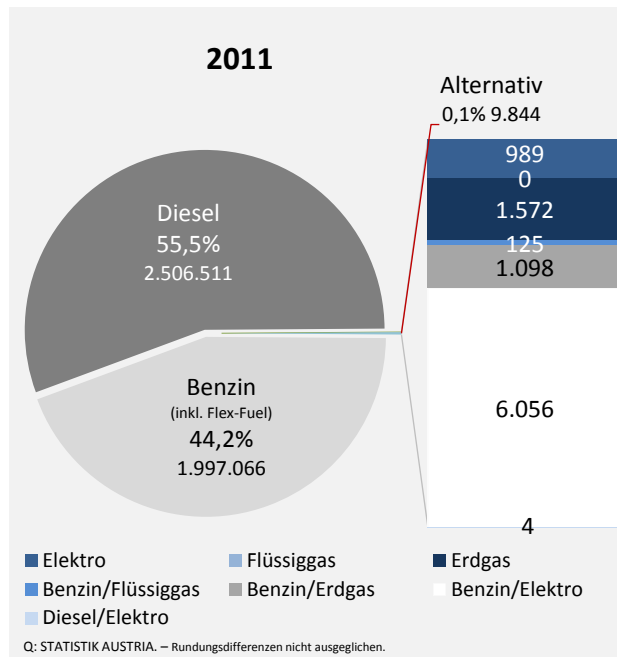 2011
Alternativ
0,1% 9.844
989
0
1.572
125
1.098
6.056
4
Diesel
55,5%
2.506.511
Benzin
(inkl. Flex-Fuel)
44,2%
1.997.066
Elektro Flüssiggas Erdgas
Benzin/Flüssiggas Benzin/Erdgas Benzin/Elektro
Diesel/Elektro
Q: STATISTIK AUSTRIA. – Rundungsdifferenzen nicht ausgeglichen.